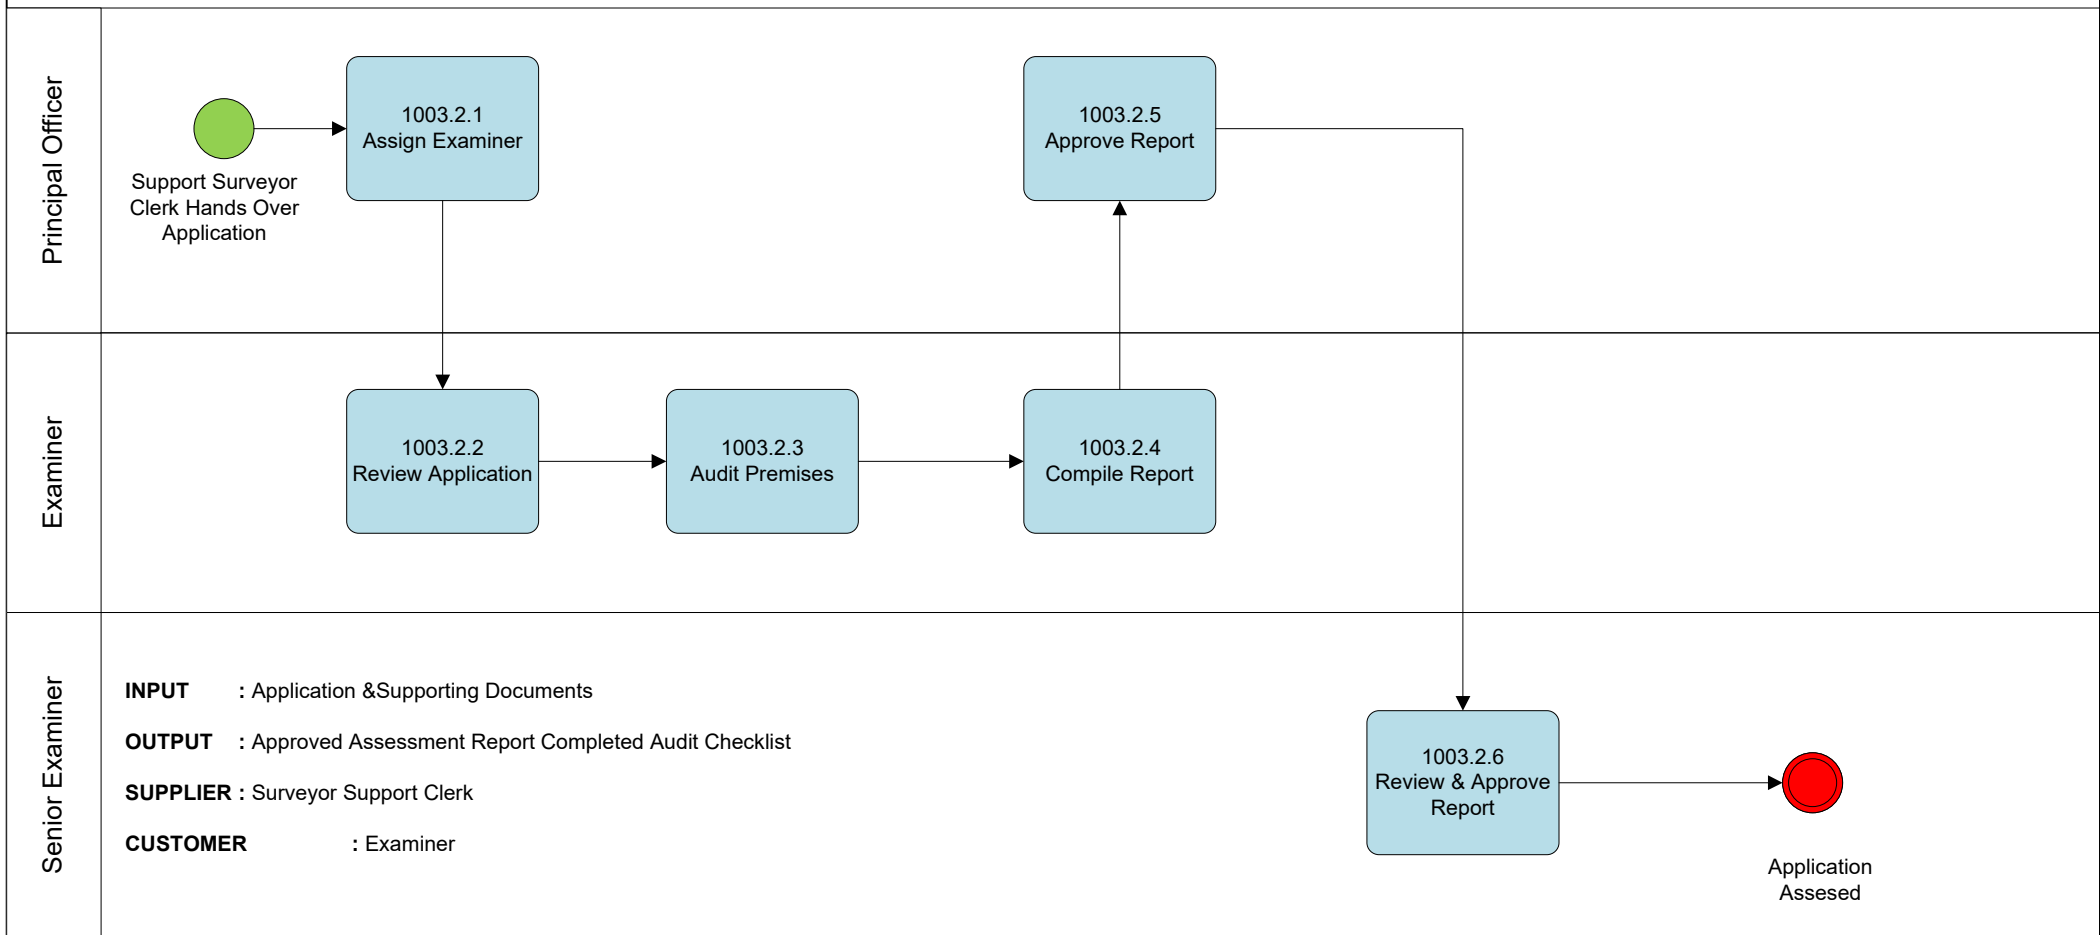 Principal Officer
Support Surveyor
Clerk Hands Over
Application
1003.2.1
Assign Examiner
1003.2.5
Approve Report
Examiner
1003.2.2
Review Application
1003.2.3
Audit Premises
1003.2.4
Compile Report
Senior Examiner
INPUT : Application &Supporting Documents
OUTPUT : Approved Assessment Report Completed Audit Checklist
SUPPLIER : Surveyor Support Clerk
CUSTOMER : Examiner
1003.2.6
Review & Approve
Report
Application
Assesed